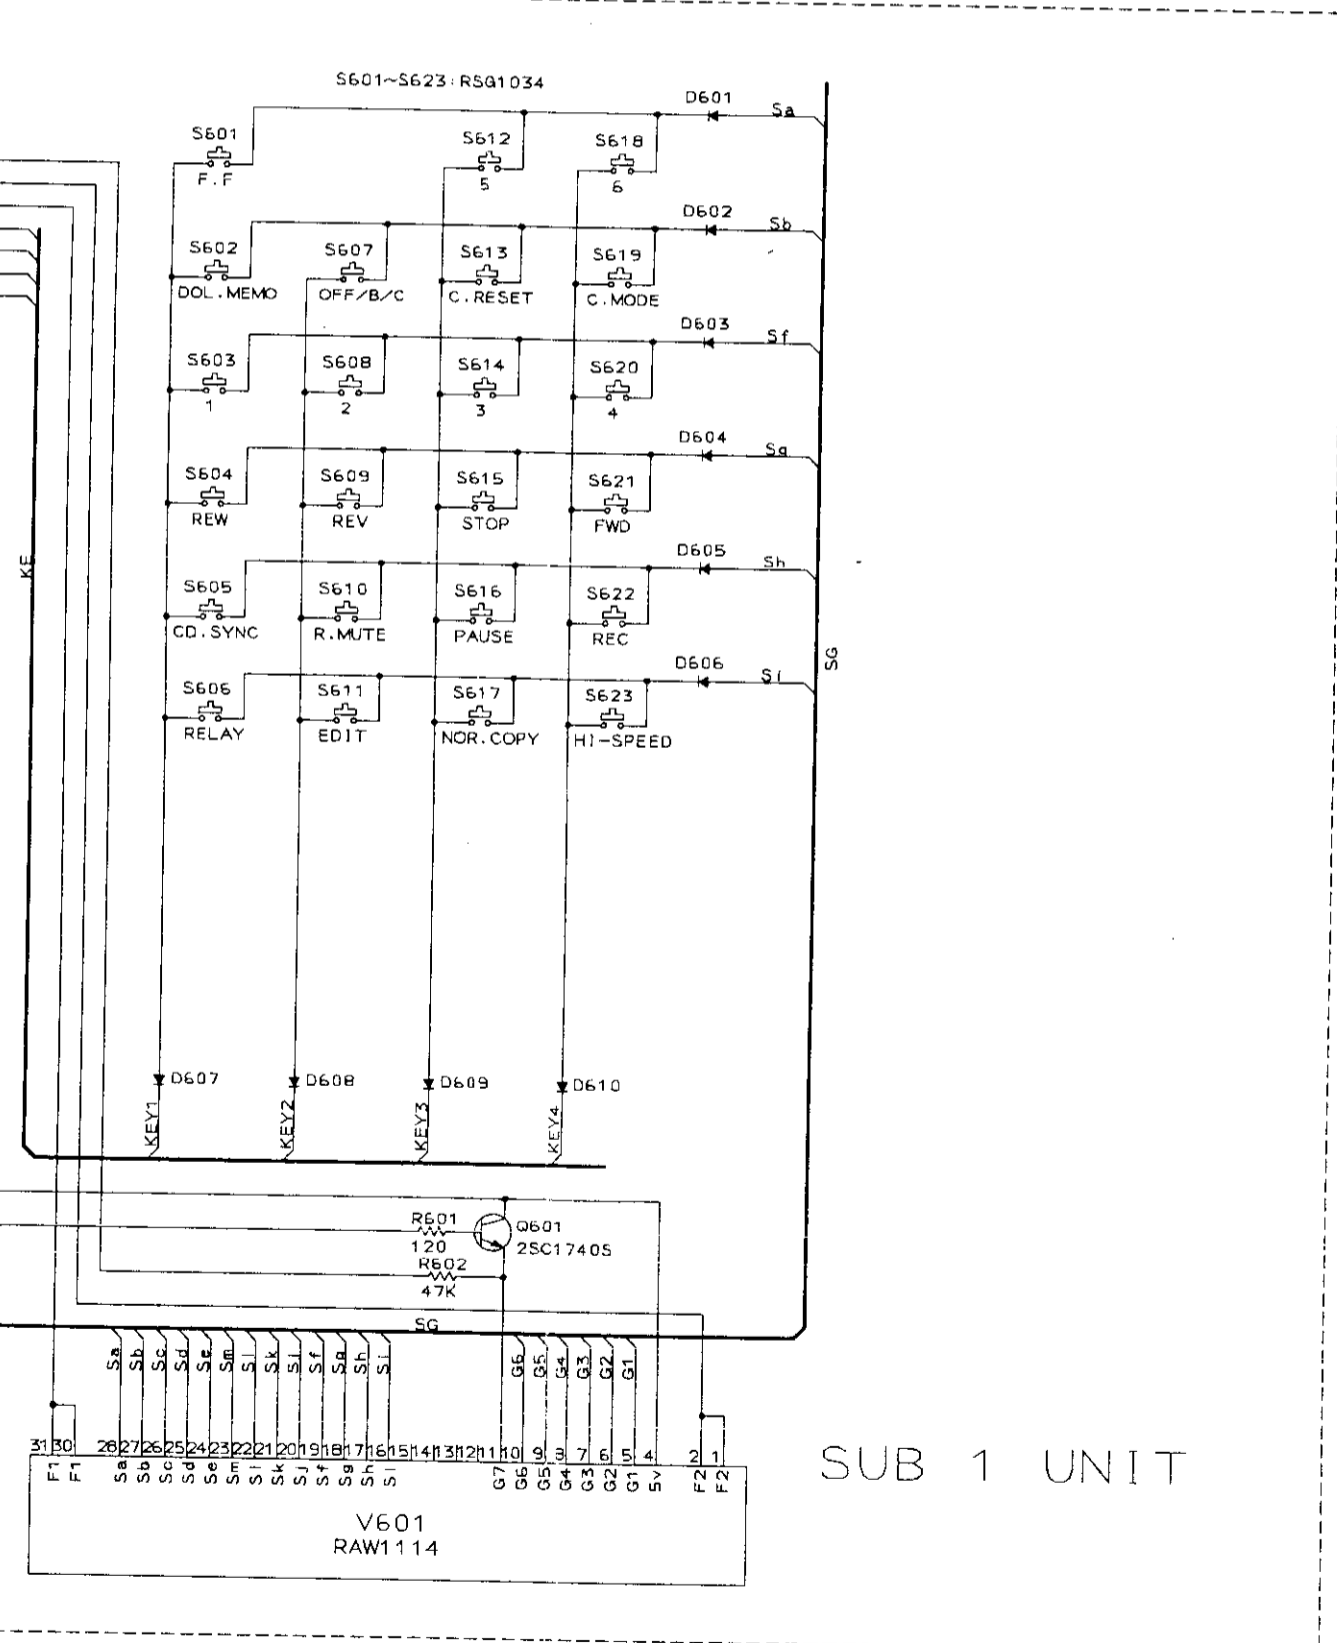 S601~S623:RSG1034
D601 Sa
S601 S612 S618
F.F 5 6
D602 Sb
S602 S607 S613 S619
DOL.MEMO OFF/B/C C.RESET C.MODE
D603 Sf
S603 S608 S614 S620
1 2 3 4
D604 Sg
S604 S609 S615 S621
REW REV STOP FWD
KE
D605 Sh
S605 S610 S616 S622
CD.SYNC R.MUTE PAUSE REC
SG
D606 Si
S606 S611 S617 S623
RELAY EDIT NOR.COPY HI-SPEED
D607 D608 D609 D610
KEY1 KEY2 KEY3 KEY4
R601 Q601
120 2SC1740S
R602
47K
SG
Sa Sb Sc Sd Se Sm Sl Sk Sj Sf Sg Sh Si G6 G5 G4 G3 G2 G1
31 30 28 27 26 25 24 23 22 21 20 19 18 17 16 15 14 13 12 11 10 9 8 7 6 5 4 2 1
F1 F1 Sa Sb Sc Sd Se Sm Sl Sk Sj Sf Sg Sh Si G7 G6 G5 G4 G3 G2 G1 5V F2 F2
V601
RAW1114
SUB 1 UNIT